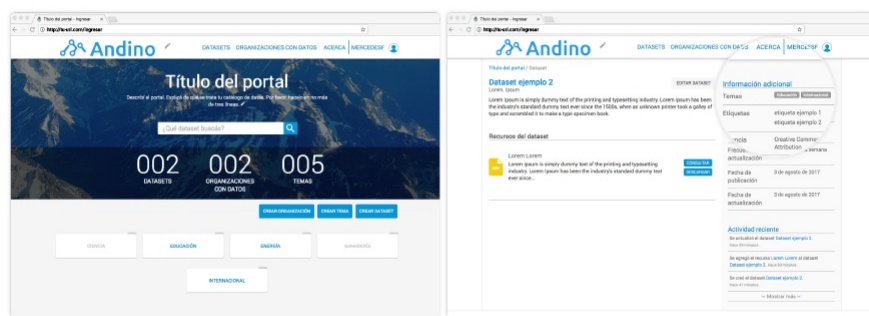 Título del portal - Ingresar
http://tu-url.com/ingresar
Andino
DATASETS ORGANIZACIONES CON DATOS ACERCA MERCEDESF
Título del portal
Describí el portal. Explicá de qué se trata tu catálogo de datos. Por favor, hacelo en no más
de tres líneas.
¿Qué dataset buscás?
002
DATASETS
002
ORGANIZACIONES
CON DATOS
005
TEMAS
CREAR ORGANIZACIÓN CREAR TEMA CREAR DATASET
CIENCIA
EDUCACIÓN
ENERGÍA
INTERNACIONAL
Título del portal - Ingresar
http://tu-url.com/ingresar
Andino
DATASETS ORGANIZACIONES CON DATOS ACERCA MERCEDESF
Título del portal / Dataset
Dataset ejemplo 2
EDITAR DATASET
Lorem, ipsum
Lorem Ipsum is simply dummy text of the printing and typesetting industry. Lorem Ipsum has been
the industry's standard dummy text ever since the 1500s, when an unknown printer took a galley of
type and scrambled it to make a type specimen book.
Recursos del dataset
Lorem Lorem
Lorem Ipsum is simply dummy text of the printing and typesetting
industry. Lorem Ipsum has been the industry's standard dummy text
ever since...
CONSULTAR
DESCARGAR
Información adicional
Temas
Educación Internacional
Etiquetas
etiqueta ejemplo 1
etiqueta ejemplo 2
Creative Commons
Attribution
semana
actualización
Fecha de
publicación
3 de agosto de 2017
Fecha de
actualización
3 de agosto de 2017
Actividad reciente
Se actualizó el dataset Dataset ejemplo 2.
Se agregó el recurso Lorem Lorem al dataset
Dataset ejemplo 2.
Se creó el dataset Dataset ejemplo 2.
Mostrar más